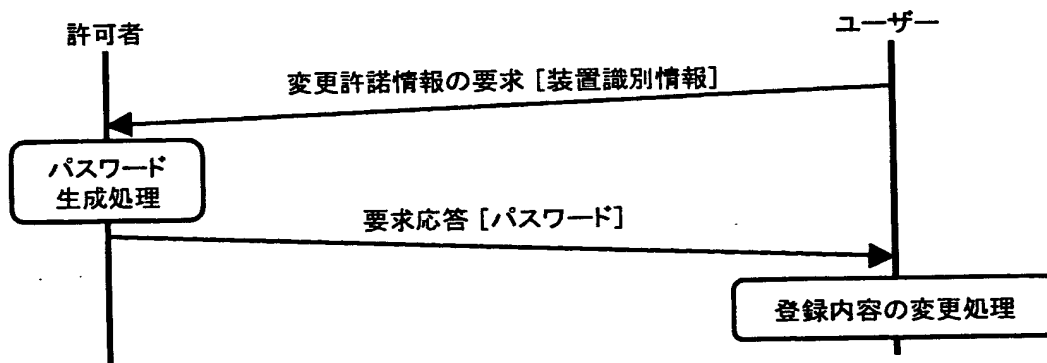 許可者
ユーザー
変更許諾情報の要求［装置識別情報］
パスワード
生成処理
要求応答［パスワード］
登録内容の変更処理